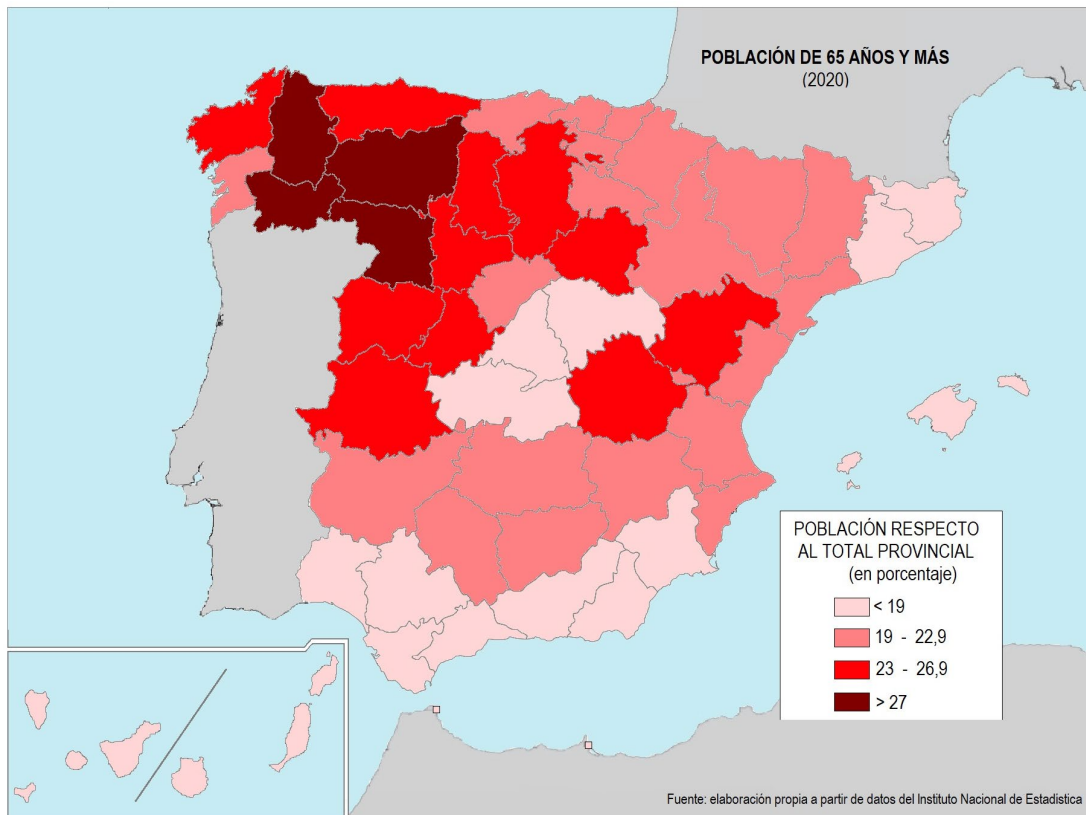 POBLACIÓN DE 65 AÑOS Y MÁS
(2020)
POBLACIÓN RESPECTO
AL TOTAL PROVINCIAL
(en porcentaje)
< 19
19 - 22,9
23 - 26,9
> 27
Fuente: elaboración propia a partir de datos del Instituto Nacional de Estadística